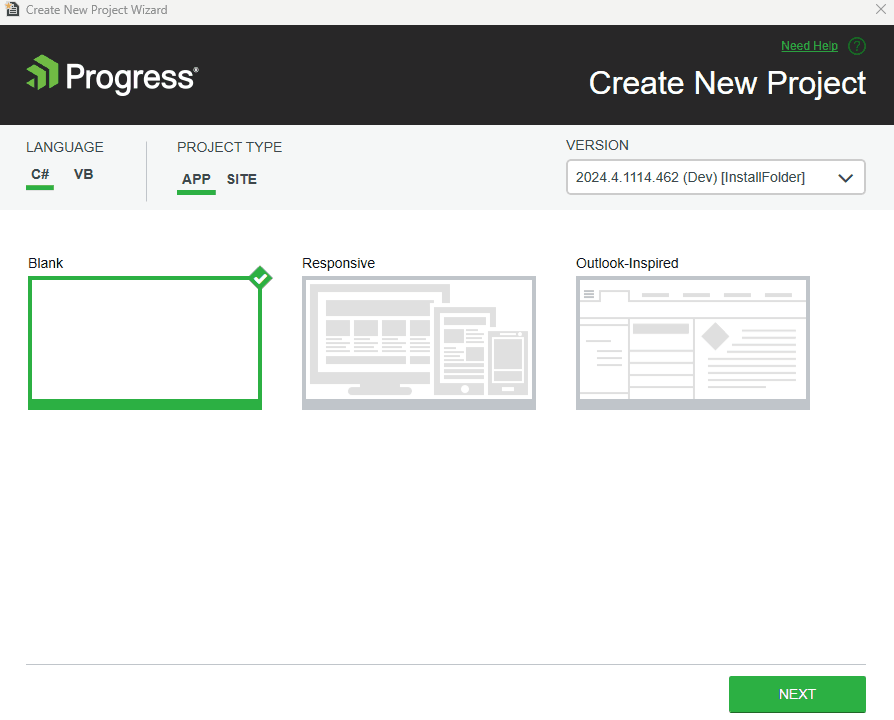 Create New Project Wizard
Need Help ?
Progress®
Create New Project
LANGUAGE
C# VB
PROJECT TYPE
APP SITE
VERSION
2024.4.1114.462 (Dev) [InstallFolder]
Blank
Responsive
Outlook-Inspired
NEXT